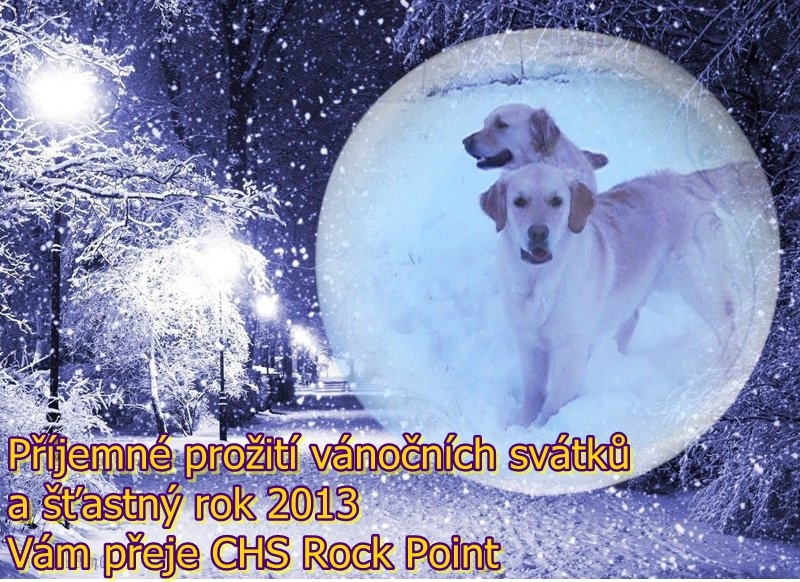 Příjemné prožití vánočních svátků
a šťastný rok 2013
Vám přeje CHS Rock Point